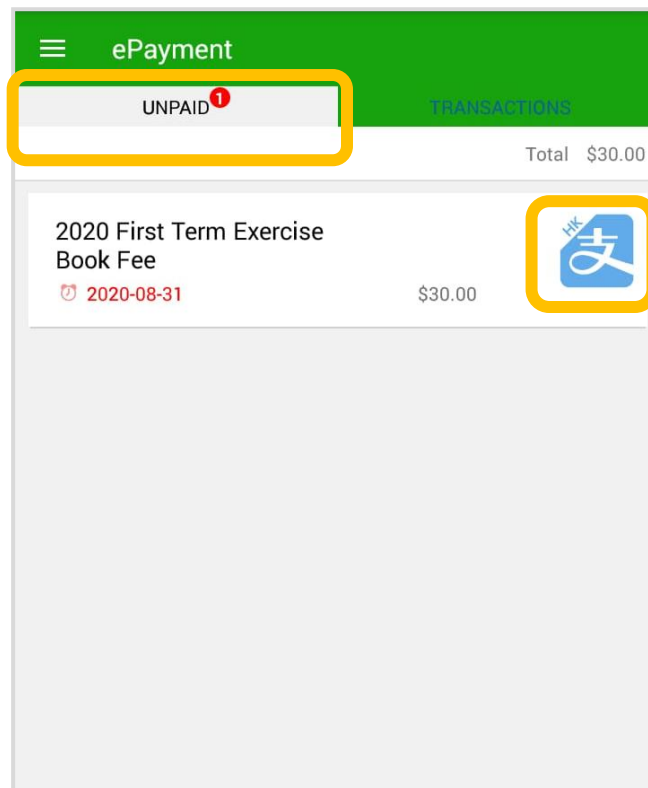 ePayment
UNPAID 1
TRANSACTIONS
Total $30.00
2020 First Term Exercise
Book Fee
2020-08-31
$30.00
HK
支